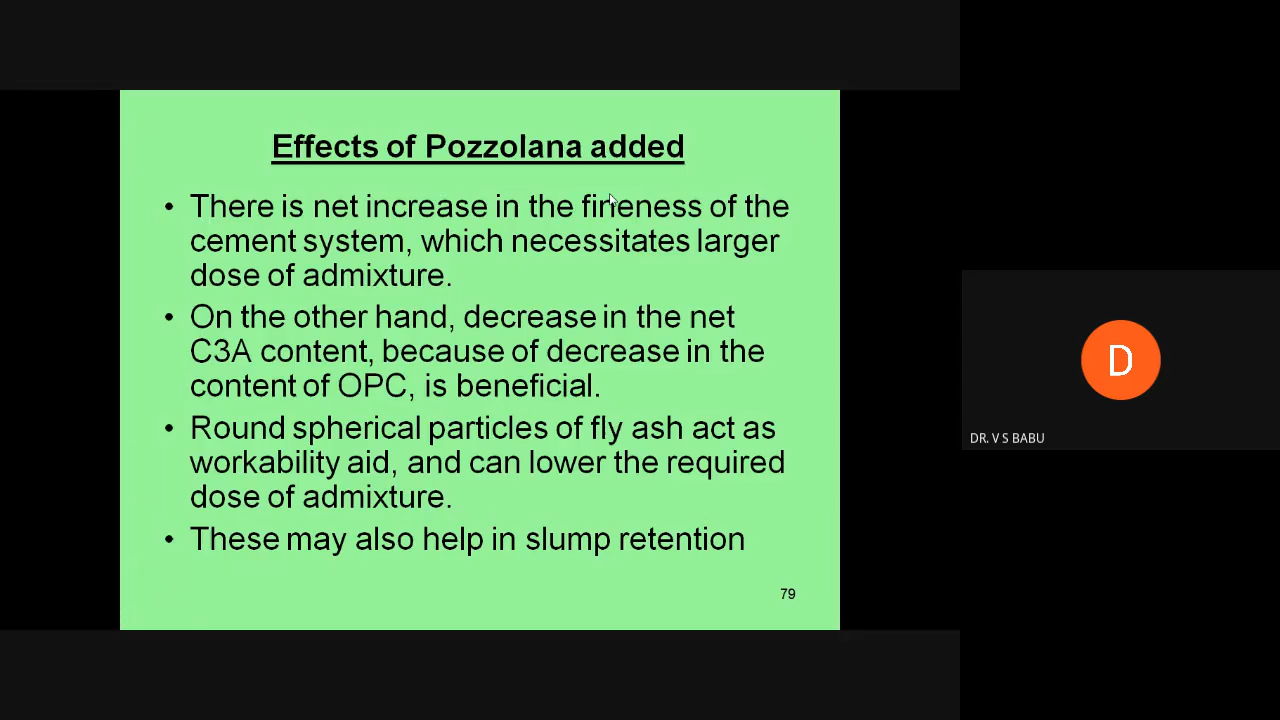 Effects of Pozzolana added
• There is net increase in the fineness of the
cement system, which necessitates larger
dose of admixture.
• On the other hand, decrease in the net
C3A content, because of decrease in the
content of OPC, is beneficial.
• Round spherical particles of fly ash act as
workability aid, and can lower the required
dose of admixture.
• These may also help in slump retention
79
D
DR. V S BABU